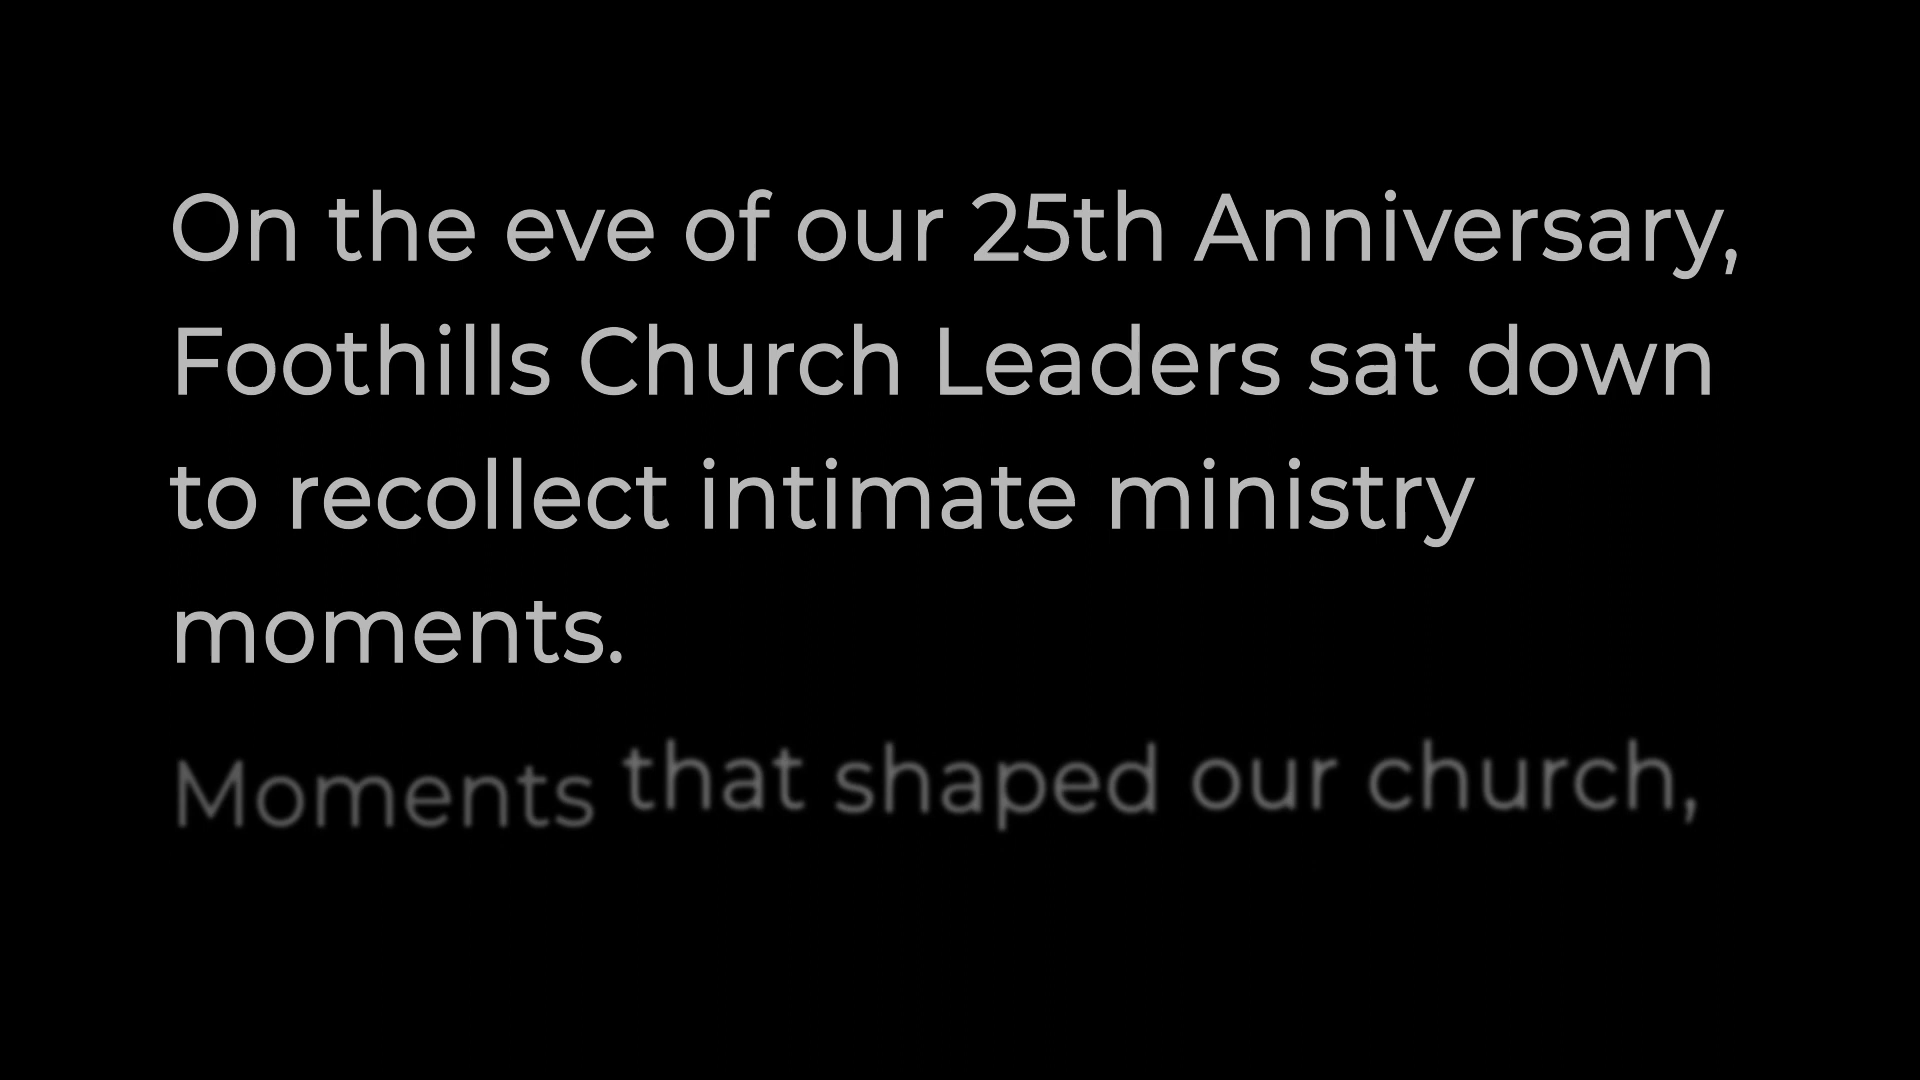 On the eve of our 25th Anniversary,
Foothills Church Leaders sat down
to recollect intimate ministry
moments.
Moments that shaped our church,